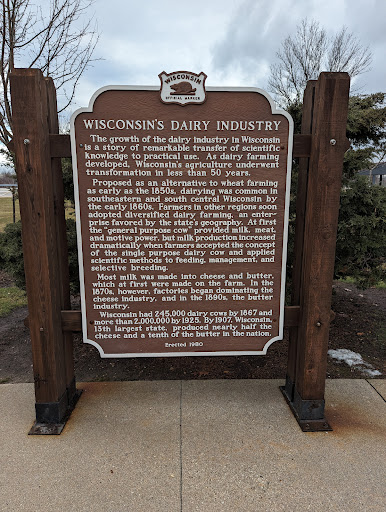 WISCONSIN
OFFICIAL MARKER
WISCONSIN'S DAIRY INDUSTRY
The growth of the dairy industry in Wisconsin
is a story of remarkable transfer of scientific
knowledge to practical use. As dairy farming
developed, Wisconsin's agriculture underwent
transformation in less than 50 years.
Proposed as an alternative to wheat farming
as early as the 1850s, dairying was common in
southeastern and south central Wisconsin by
the early 1860s. Farmers in other regions soon
adopted diversified dairy farming, an enter-
prise favored by the state's geography. At first
the "general purpose cow" provided milk, meat,
and motive power, but milk production increased
dramatically when farmers accepted the concept
of the single purpose dairy cow and applied
scientific methods to feeding, management, and
selective breeding.
Most milk was made into cheese and butter,
which at first were made on the farm. In the
1870s, however, factories began dominating the
cheese industry, and in the 1890s, the butter
industry.
Wisconsin had 245,000 dairy cows by 1867 and
more than 2,000,000 by 1925. By 1907, Wisconsin,
13th largest state, produced nearly half the
cheese and a tenth of the butter in the nation.
Erected 1980